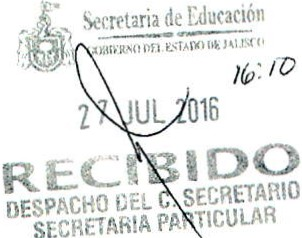 Secretaría de Educación
GOBIERNO DEL ESTADO DE JALISCO
16:10
27 JUL 2016
RECIBIDO
DESPACHO DEL C. SECRETARIO
SECRETARIA PARTICULAR